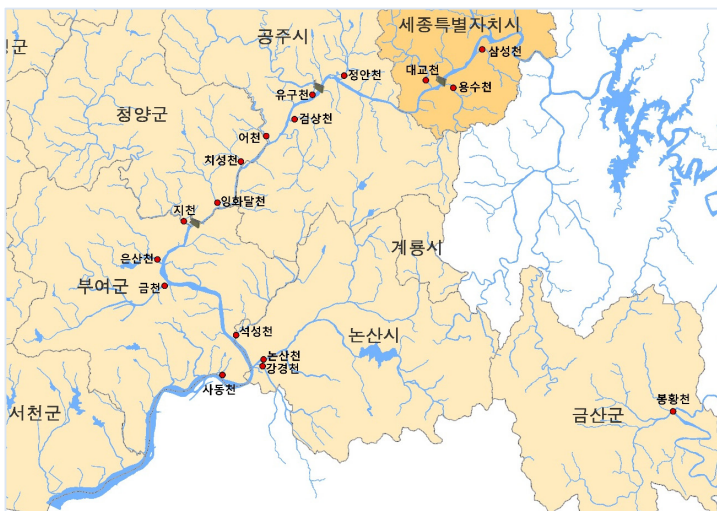 세종특별자치시
공주시
삼성천
정안천
대교천
용수천
유구천
검상천
청양군
어천
치성천
잉화달천
지천
계룡시
은산천
부여군
금천
석성천
논산시
논산천
강경천
사동천
서천군
금산군
봉황천